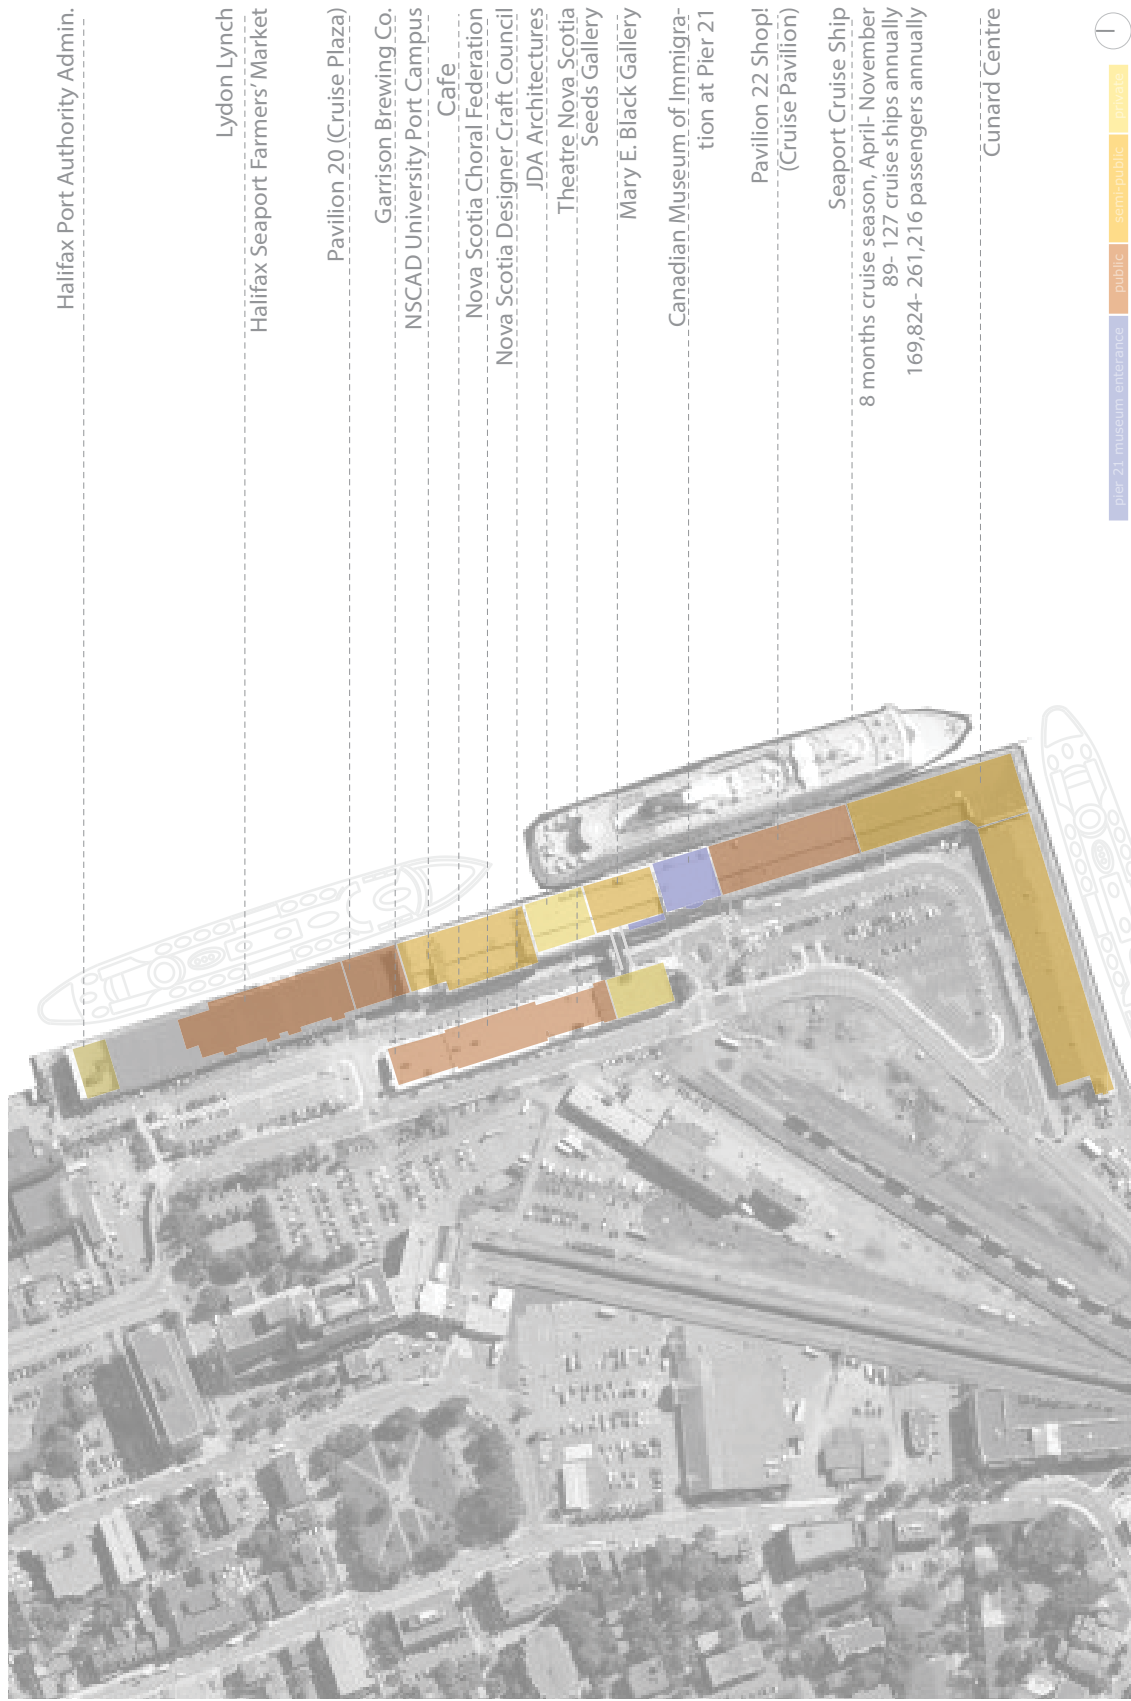 Halifax Port Authority Admin.
Lydon Lynch
Halifax Seaport Farmers' Market
Pavilion 20 (Cruise Plaza)
Garrison Brewing Co.
NSCAD University Port Campus
Cafe
Nova Scotia Choral Federation
Nova Scotia Designer Craft Council
JDA Architectures
Theatre Nova Scotia
Seeds Gallery
Mary E. Black Gallery
Canadian Museum of Immigra-
tion at Pier 21
Pavilion 22 Shop!
(Cruise Pavilion)
Seaport Cruise Ship
8 months cruise season, April- November
89- 127 cruise ships annually
169,824- 261,216 passengers annually
Cunard Centre
pier 21 museum enterance
public
semi-public
private